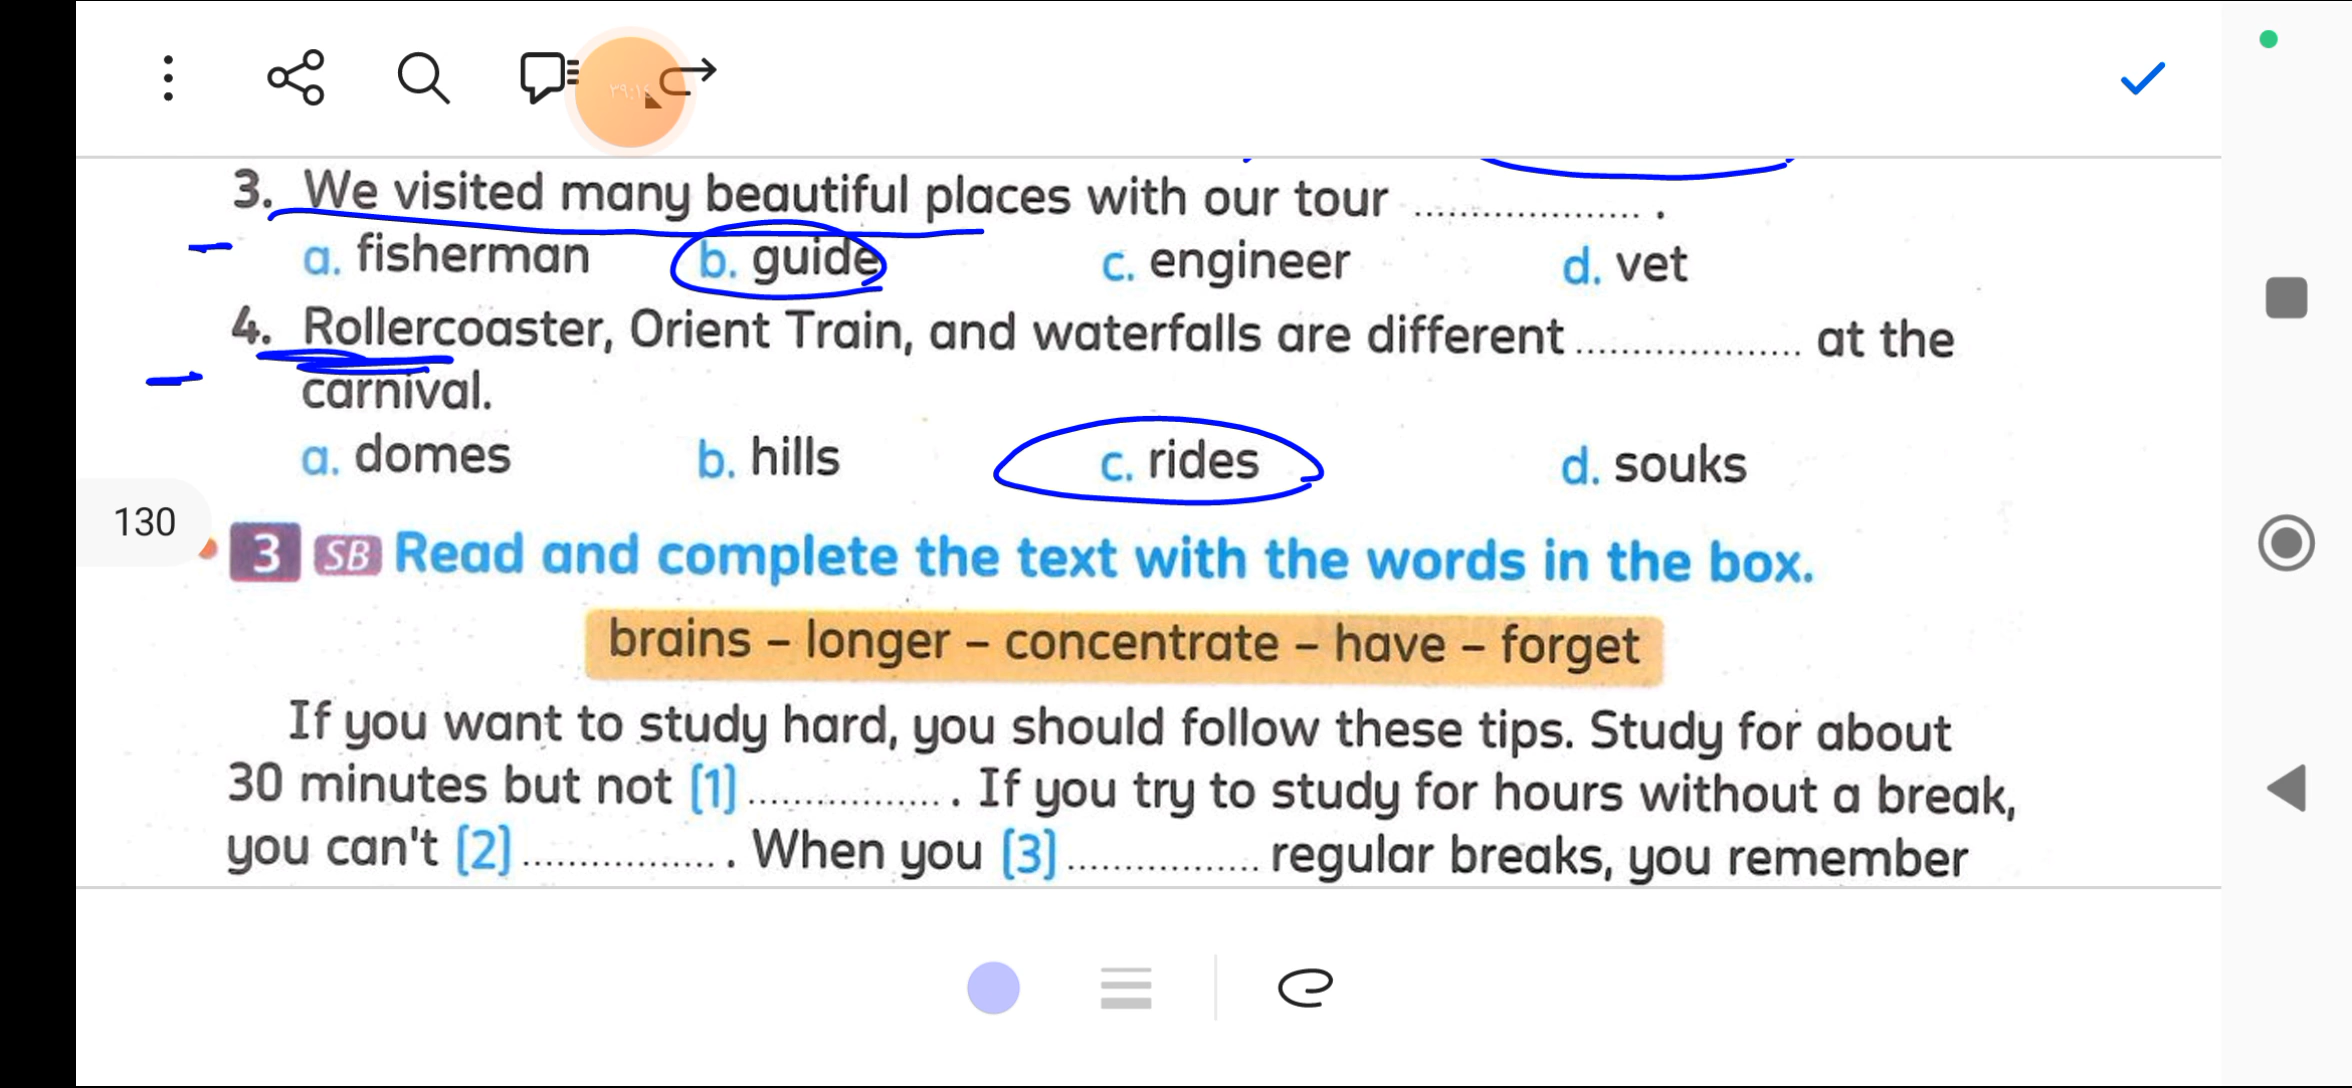 ٣٩:١٤
3. We visited many beautiful places with our tour .................... .
a. fisherman b. guide c. engineer d. vet
4. Rollercoaster, Orient Train, and waterfalls are different .................... at the
carnival.
a. domes b. hills c. rides d. souks
130
3 SB Read and complete the text with the words in the box.
brains – longer – concentrate – have – forget
If you want to study hard, you should follow these tips. Study for about
30 minutes but not [1] .................. . If you try to study for hours without a break,
you can't [2] .................. . When you [3] .................. regular breaks, you remember